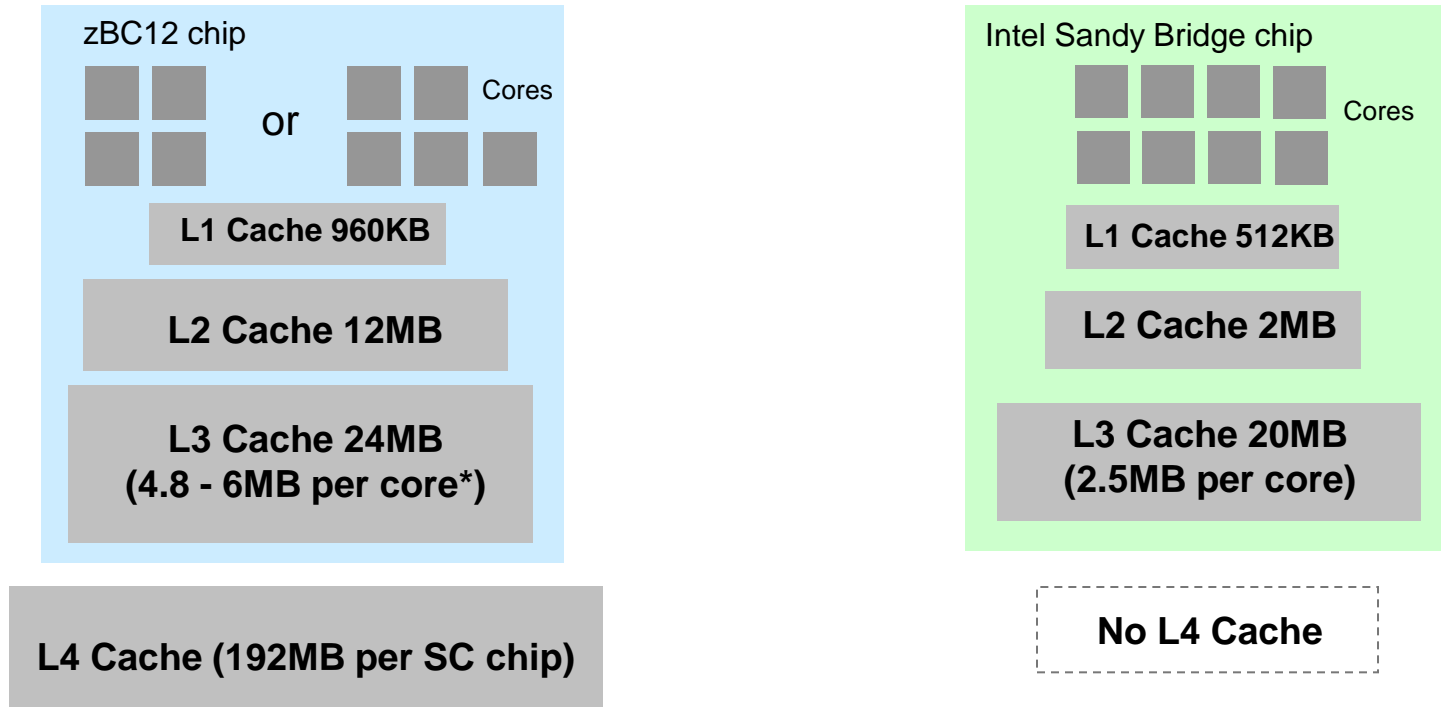 zBC12 chip
or
Cores
L1 Cache 960KB
L2 Cache 12MB
L3 Cache 24MB
(4.8 - 6MB per core*)
L4 Cache (192MB per SC chip)
Intel Sandy Bridge chip
Cores
L1 Cache 512KB
L2 Cache 2MB
L3 Cache 20MB
(2.5MB per core)
No L4 Cache